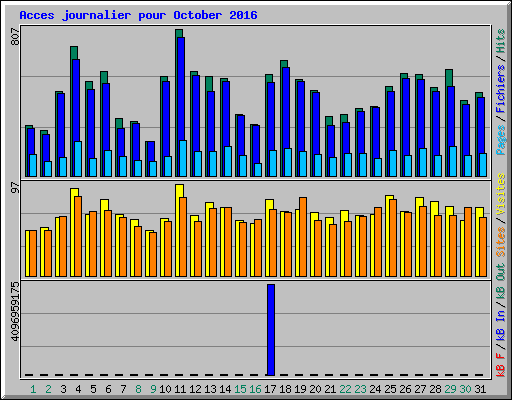 Acces journalier pour October 2016
807
Pages / Fichiers / Hits
97
Sites / Visites
4096959175
kB F / kB In / kB Out
1 2 3 4 5 6 7 8 9 10 11 12 13 14 15 16 17 18 19 20 21 22 23 24 25 26 27 28 29 30 31